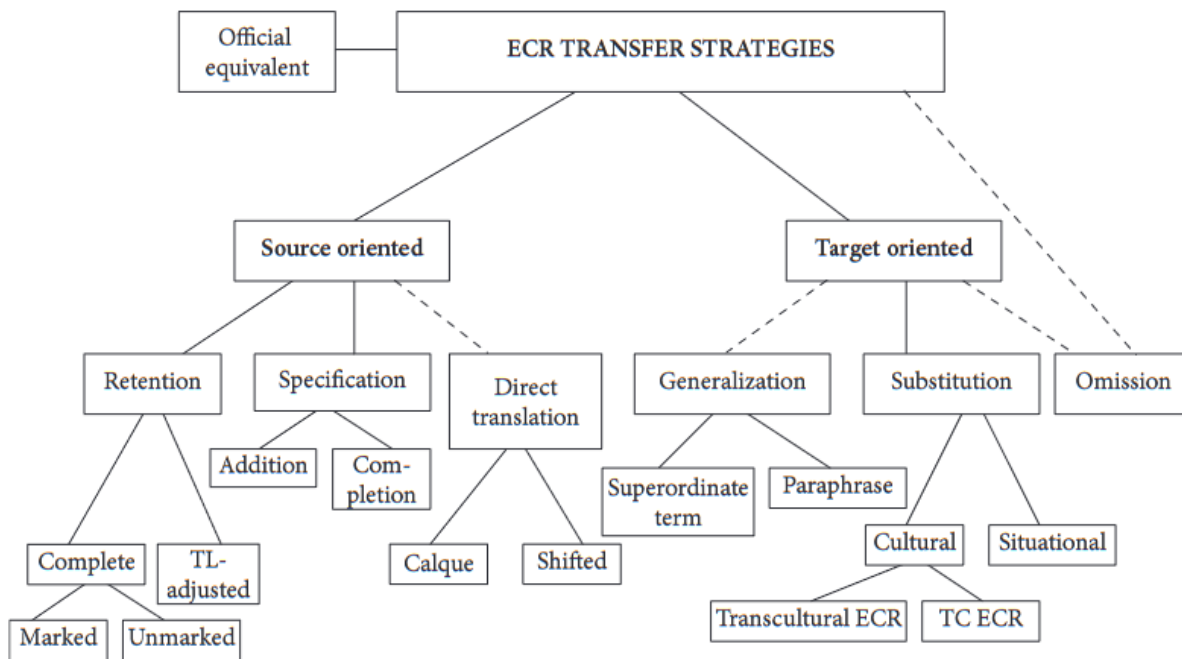 Official
equivalent
ECR TRANSFER STRATEGIES
Source oriented
Target oriented
Retention
Specification
Direct
translation
Generalization
Substitution
Omission
Addition
Com-
pletion
Superordinate
term
Paraphrase
Complete
TL-
adjusted
Calque
Shifted
Cultural
Situational
Marked
Unmarked
Transcultural ECR
TC ECR